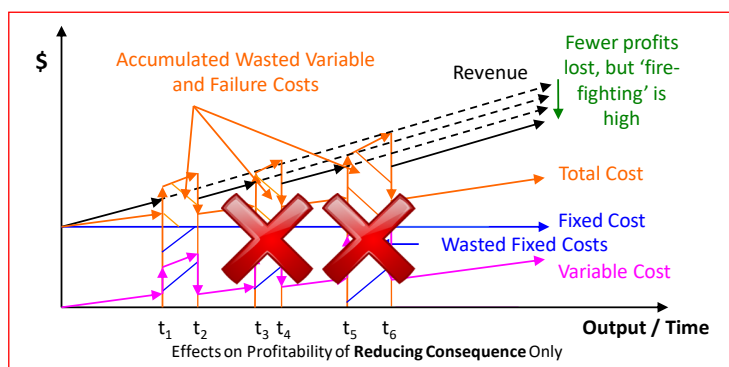 $
Accumulated Wasted Variable
and Failure Costs
Revenue
Fewer profits
lost, but ‘fire-
fighting’ is
high
Total Cost
Fixed Cost
Wasted Fixed Costs
Variable Cost
t1 t2 t3 t4 t5 t6
Output / Time
Effects on Profitability of Reducing Consequence Only